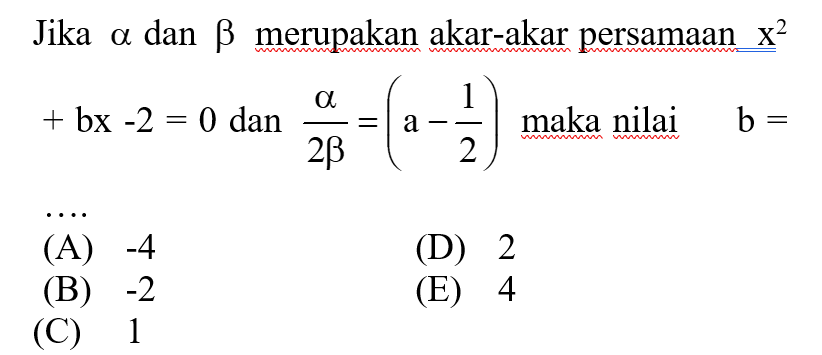 Jika α dan β merupakan akar-akar persamaan x²
+ bx -2 = 0 dan α/2β = (a − 1/2) maka nilai b =
....
(A) -4 (D) 2
(B) -2 (E) 4
(C) 1